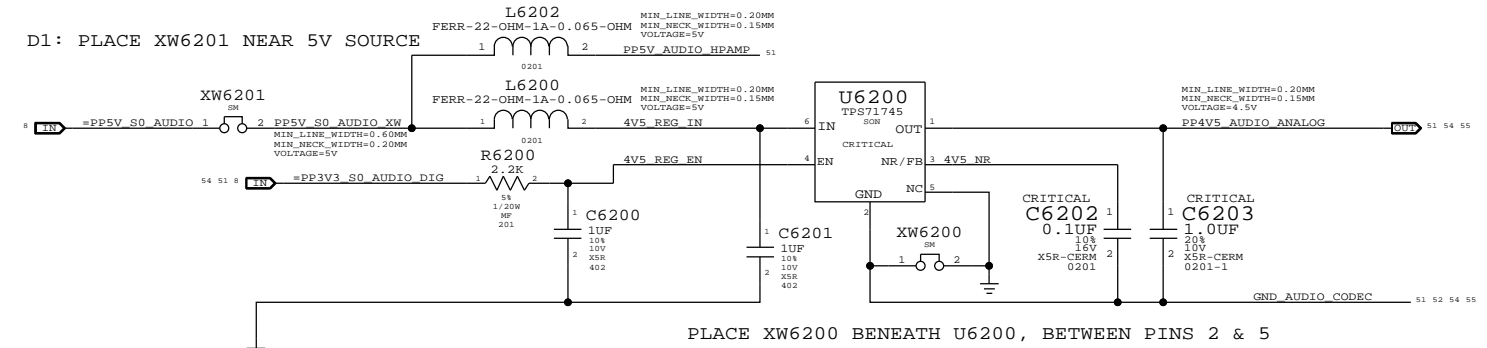 L6202
FERR-22-OHM-1A-0.065-OHM
MIN_LINE_WIDTH=0.20MM
MIN_NECK_WIDTH=0.15MM
VOLTAGE=5V
D1: PLACE XW6201 NEAR 5V SOURCE
1
2
PP5V_AUDIO_HPAMP
51
0201
L6200
FERR-22-OHM-1A-0.065-OHM
MIN_LINE_WIDTH=0.20MM
MIN_NECK_WIDTH=0.15MM
VOLTAGE=5V
XW6201
SM
8
IN
=PP5V_S0_AUDIO
1
2
PP5V_S0_AUDIO_XW
MIN_LINE_WIDTH=0.60MM
MIN_NECK_WIDTH=0.20MM
VOLTAGE=5V
1
2
0201
4V5_REG_IN
U6200
TPS71745
SON
CRITICAL
6
IN
OUT
1
4
EN
NR/FB
3
4V5_NR
NC
5
GND
2
MIN_LINE_WIDTH=0.20MM
MIN_NECK_WIDTH=0.15MM
VOLTAGE=4.5V
PP4V5_AUDIO_ANALOG
OUT
51 54 55
R6200
2.2K
4V5_REG_EN
54 51 8
IN
=PP3V3_S0_AUDIO_DIG
1
2
5%
1/20W
MF
201
1
C6200
1UF
10%
10V
X5R
402
2
1
C6201
1UF
10%
10V
X5R
402
2
XW6200
SM
1
2
CRITICAL
C6202
0.1UF
10%
16V
X5R-CERM
0201
1
2
CRITICAL
C6203
1.0UF
20%
10V
X5R-CERM
0201-1
1
2
GND_AUDIO_CODEC
51 52 54 55
PLACE XW6200 BENEATH U6200, BETWEEN PINS 2 & 5